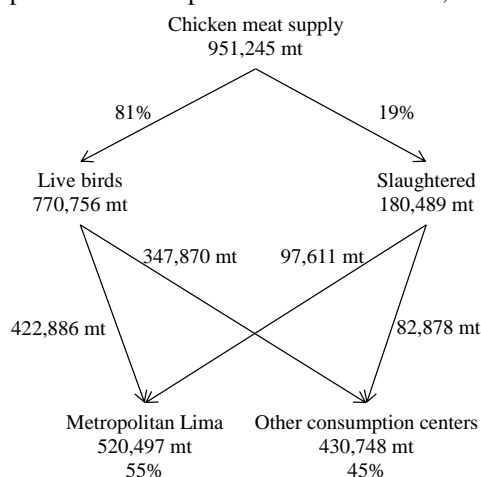 Chicken meat supply
951,245 mt
81%
19%
Live birds
770,756 mt
Slaughtered
180,489 mt
347,870 mt
97,611 mt
422,886 mt
82,878 mt
Metropolitan Lima
520,497 mt
55%
Other consumption centers
430,748 mt
45%